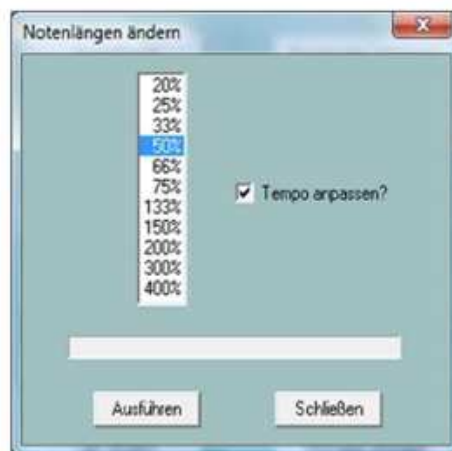 Notenlängen ändern
20%
25%
33%
50%
66%
75%
133%
150%
200%
300%
400%
Tempo anpassen?
Ausführen
Schließen